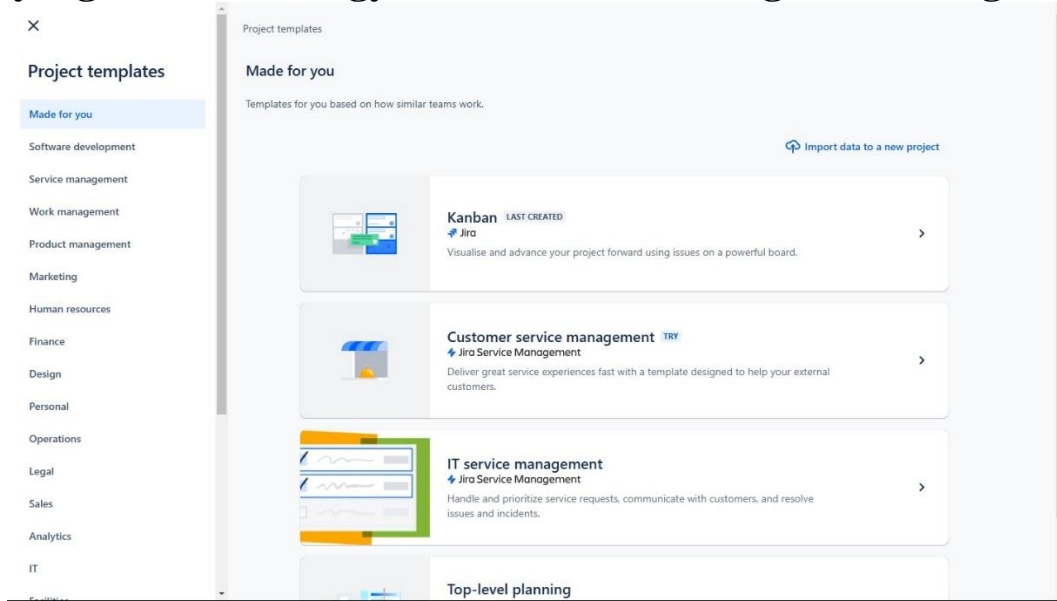 Project templates
Project templates
Made for you
Software development
Service management
Work management
Product management
Marketing
Human resources
Finance
Design
Personal
Operations
Legal
Sales
Analytics
IT
Made for you
Templates for you based on how similar teams work.
Import data to a new project
Kanban LAST CREATED
Jira
Visualise and advance your project forward using issues on a powerful board.
Customer service management TRY
Jira Service Management
Deliver great service experiences fast with a template designed to help your external
customers.
IT service management
Jira Service Management
Handle and prioritize service requests, communicate with customers, and resolve
issues and incidents.
Top-level planning